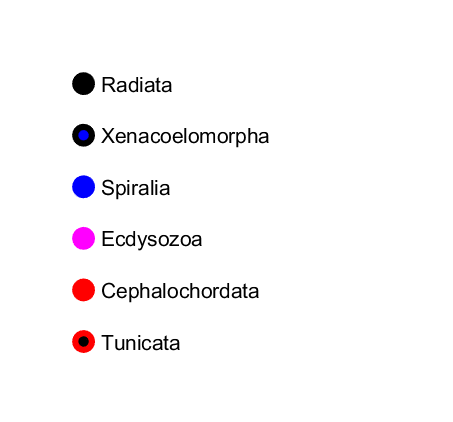 Radiata
Xenacoelomorpha
Spiralia
Ecdysozoa
Cephalochordata
Tunicata